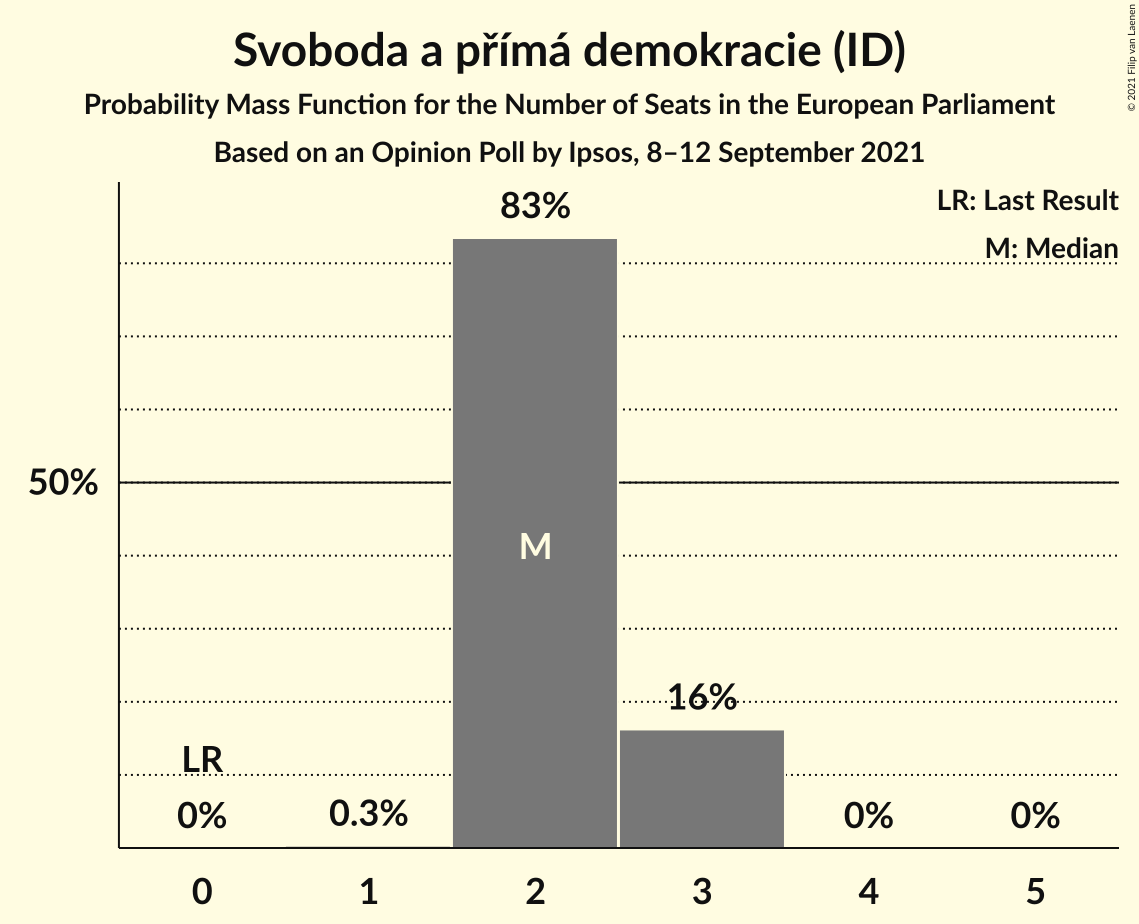 Svoboda a přímá demokracie (ID)
Probability Mass Function for the Number of Seats in the European Parliament
Based on an Opinion Poll by Ipsos, 8–12 September 2021
© 2021 Filip van Laenen
LR: Last Result
M: Median
83%
50%
M
16%
LR
0%
0.3%
0%
0%
0 1 2 3 4 5